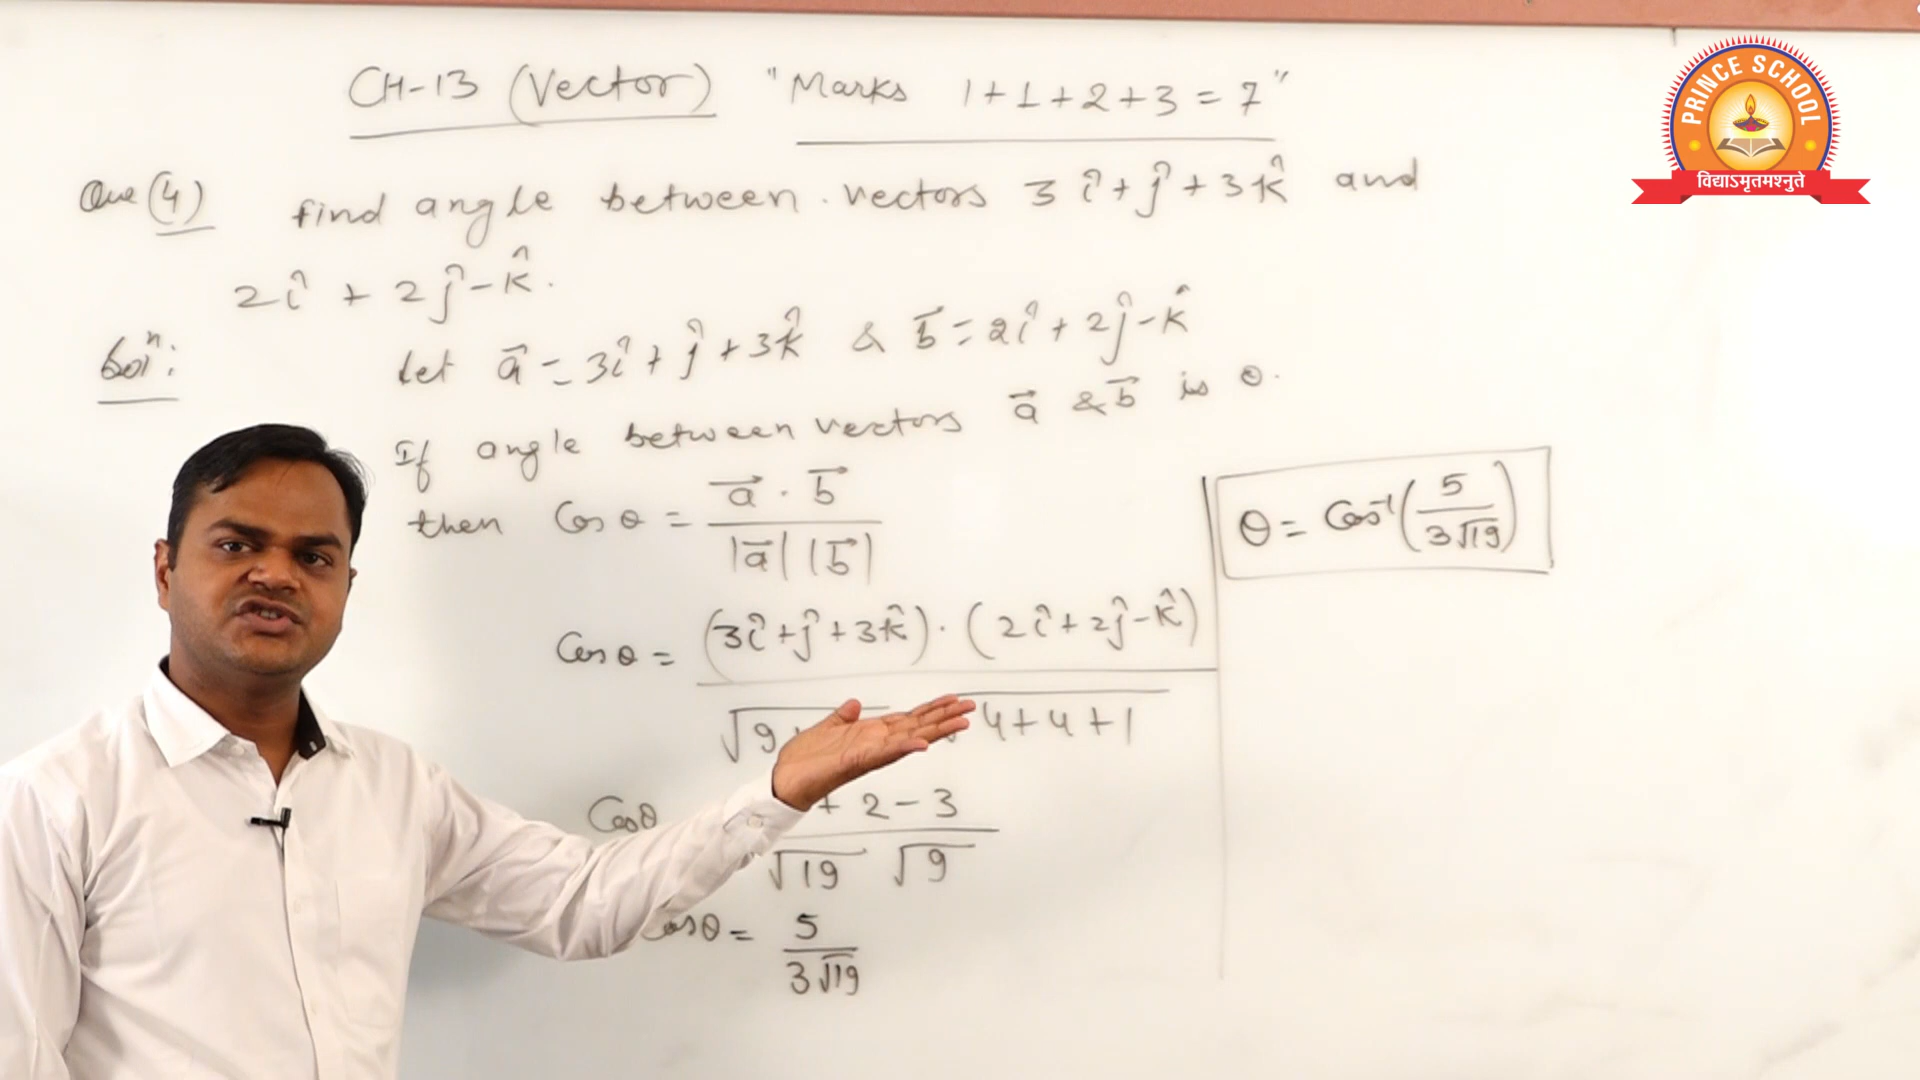 CH-13 (Vector) "Marks 1+1+2+3=7"
PRINCE SCHOOL
विद्याऽमृतमश्नुते
Que (4) find angle between vectors 3î+ĵ+3k̂ and
2î + 2ĵ-k̂.
Solⁿ: Let a⃗ = 3î+ĵ+3k̂ & b⃗ = 2î+2ĵ-k̂
If angle between vectors a⃗ & b⃗ is θ.
then Cos θ = a⃗ . b⃗ / |a⃗| |b⃗|
θ = Cos⁻¹(5/3√19)
Cos θ = (3î+ĵ+3k̂) . (2î+2ĵ-k̂)
√9 4+4+1
Cosθ + 2 - 3
√19 √9
Cosθ = 5/3√19